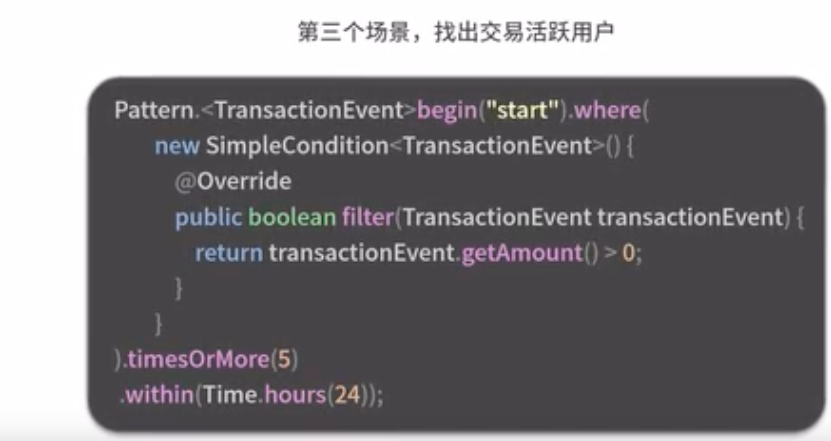 第三个场景，找出交易活跃用户
Pattern.<TransactionEvent>begin("start").where(
new SimpleCondition<TransactionEvent>() {
@Override
public boolean filter(TransactionEvent transactionEvent) {
return transactionEvent.getAmount() > 0;
}
}
).timesOrMore(5)
.within(Time.hours(24));